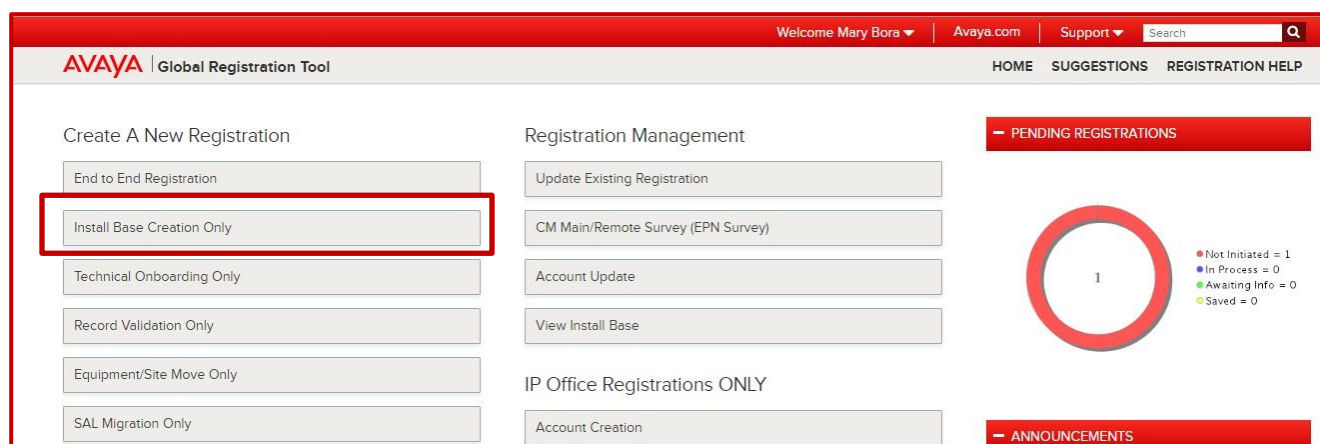 Welcome Mary Bora Avaya.com Support Search
AVAYA Global Registration Tool HOME SUGGESTIONS REGISTRATION HELP
Create A New Registration
End to End Registration
Install Base Creation Only
Technical Onboarding Only
Record Validation Only
Equipment/Site Move Only
SAL Migration Only
Registration Management
Update Existing Registration
CM Main/Remote Survey (EPN Survey)
Account Update
View Install Base
IP Office Registrations ONLY
Account Creation
PENDING REGISTRATIONS
1
Not Initiated = 1
In Process = 0
Awaiting Info = 0
Saved = 0
ANNOUNCEMENTS